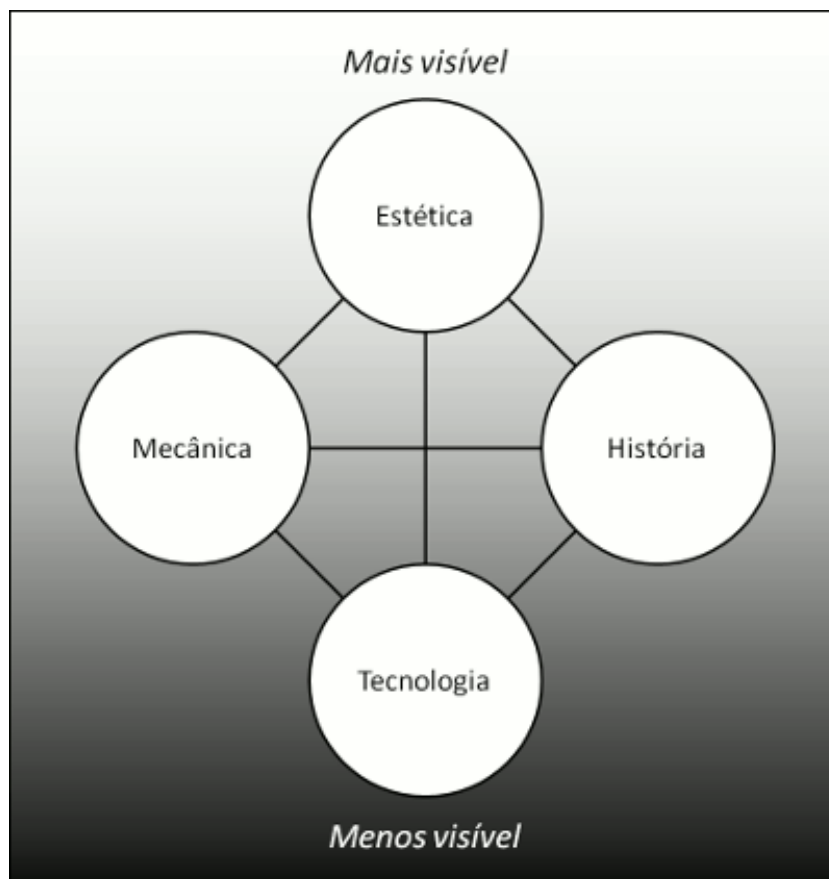 Mais visível
Estética
Mecânica
História
Tecnologia
Menos visível